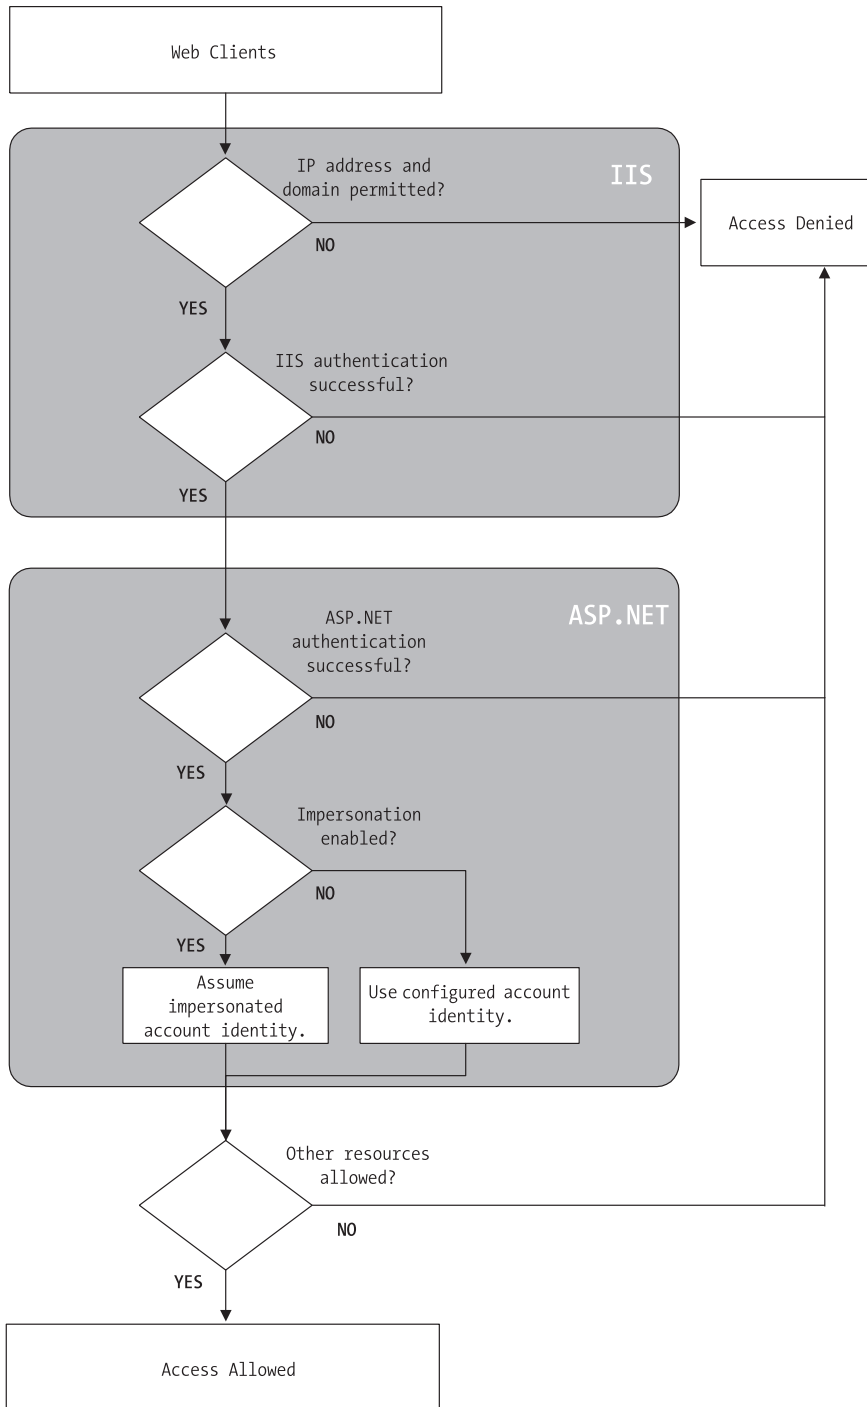 Web Clients
IP address and
domain permitted?
IIS
Access Denied
NO
YES
IIS authentication
successful?
NO
YES
ASP.NET
ASP.NET
authentication
successful?
NO
YES
Impersonation
enabled?
NO
YES
Assume
impersonated
account identity.
Use configured account
identity.
Other resources
allowed?
NO
YES
Access Allowed